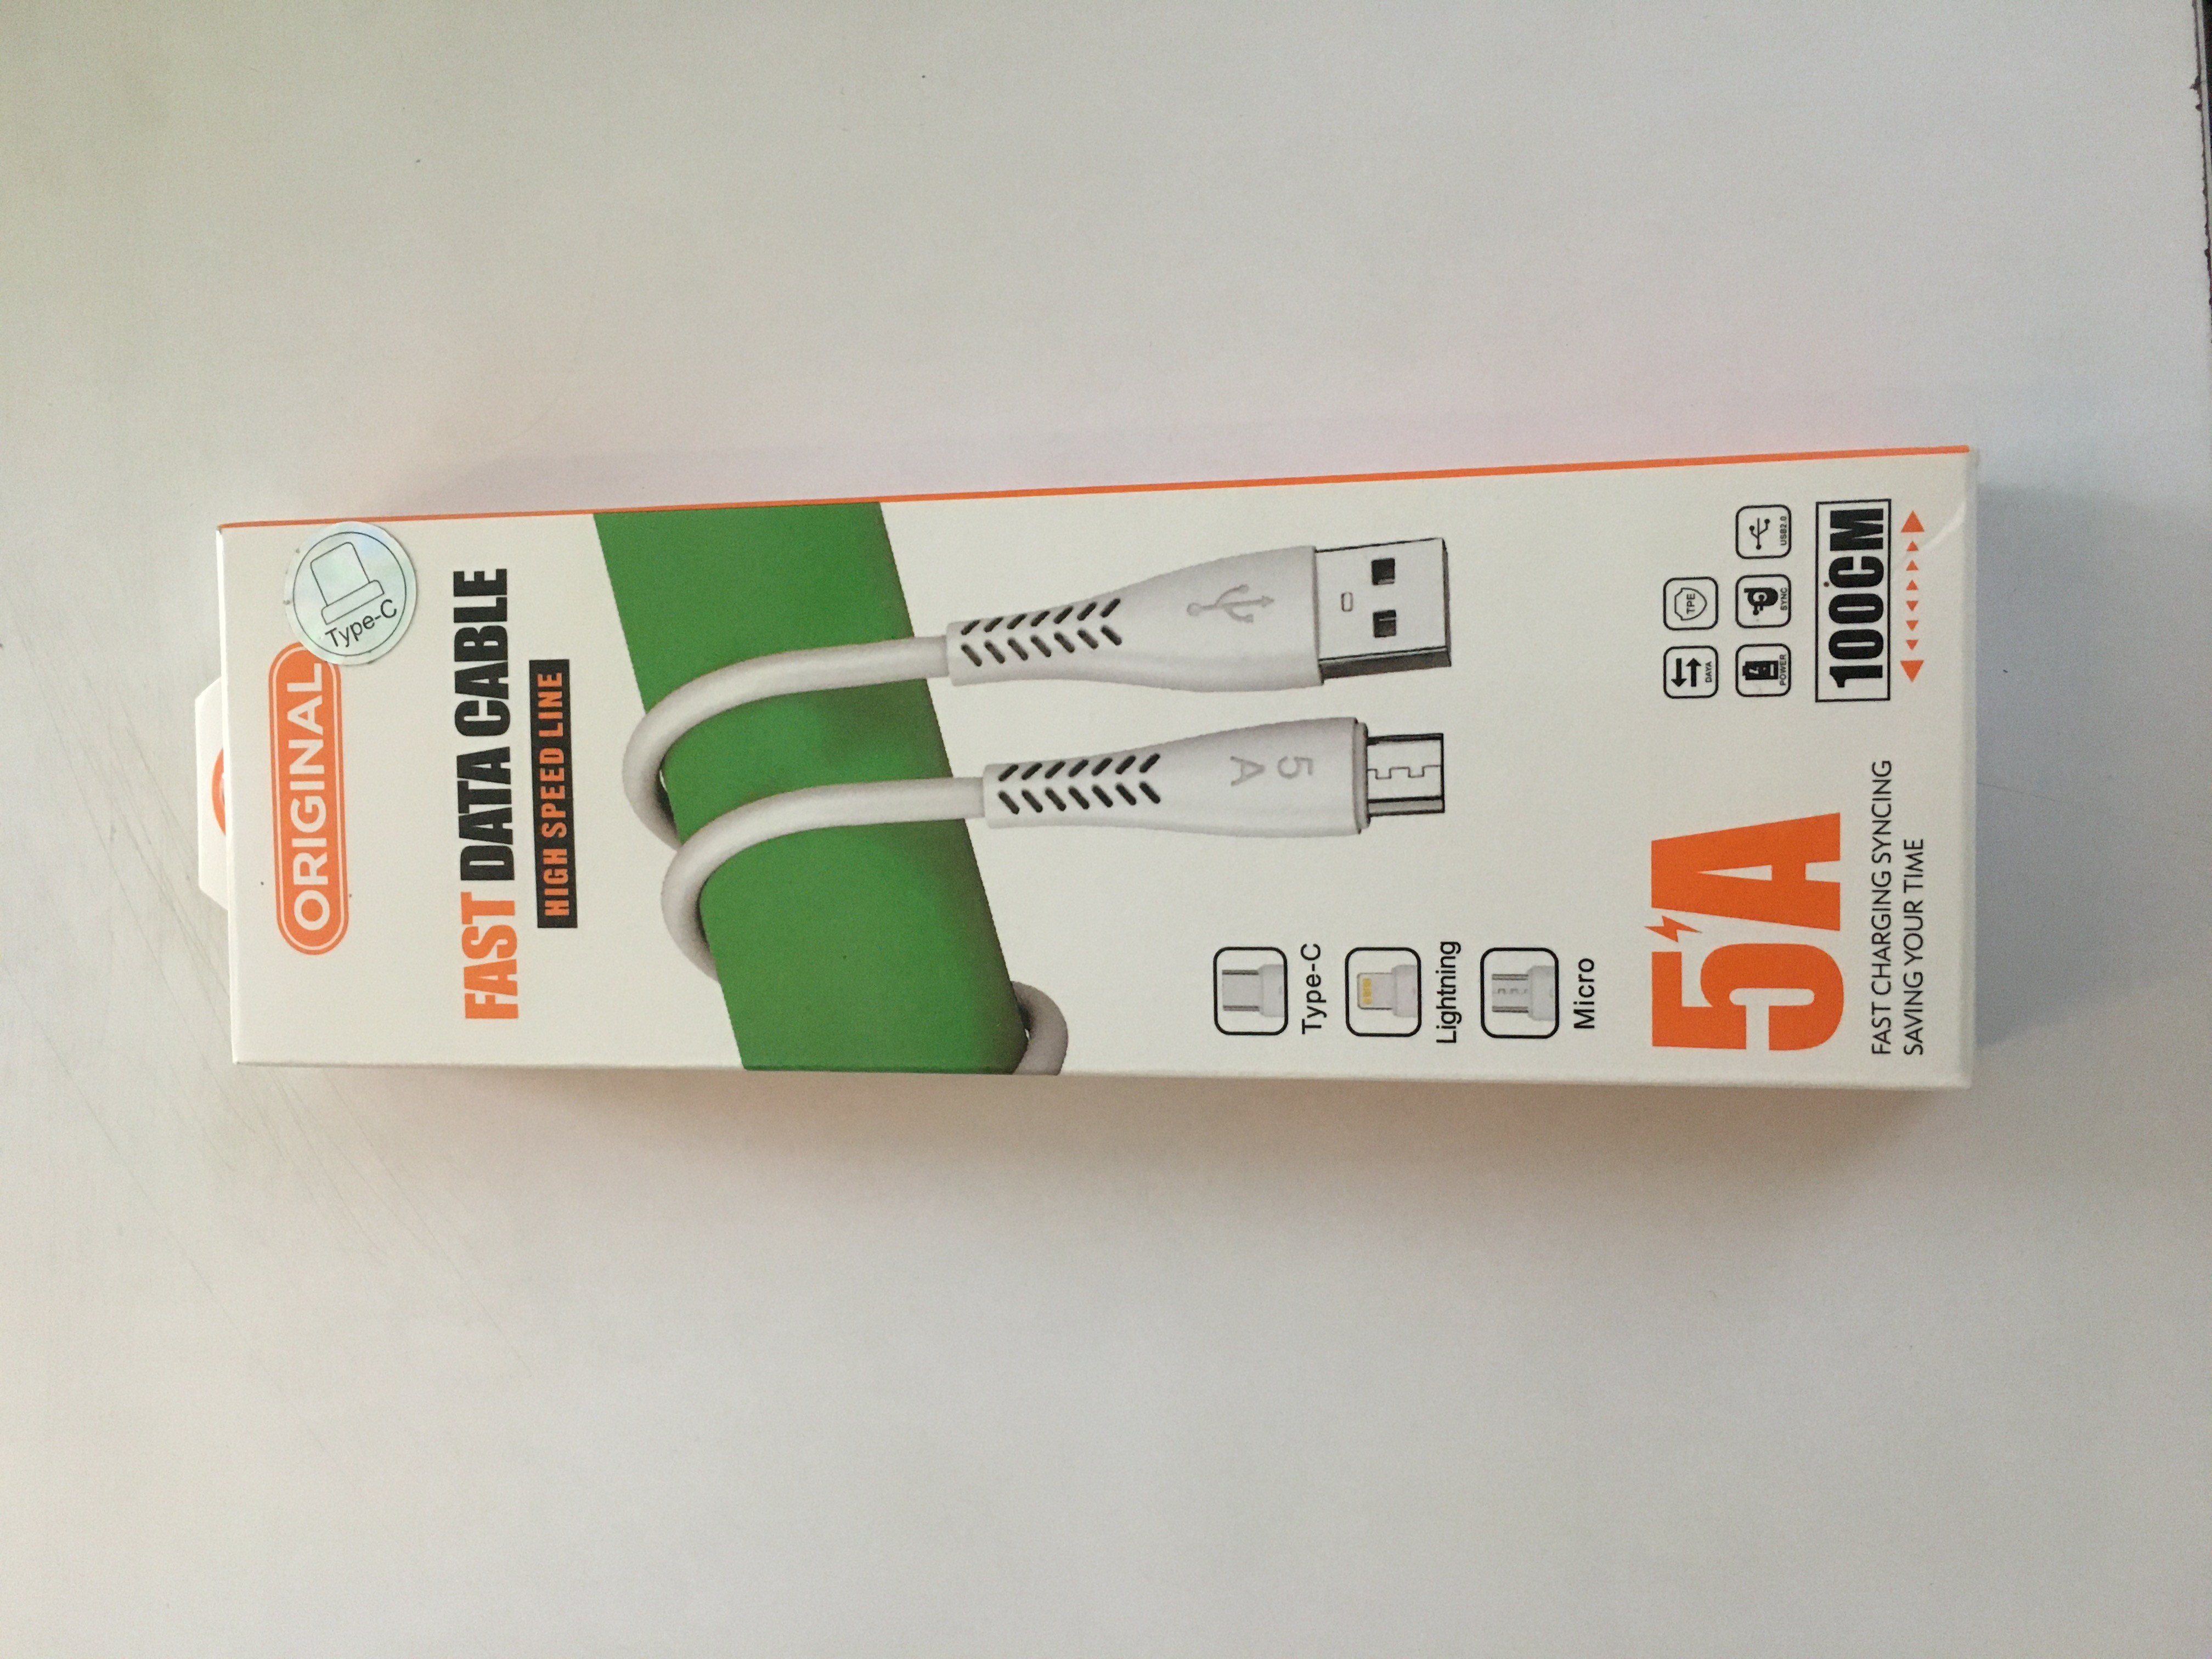 ORIGINAL
Type-C
FAST DATA CABLE
HIGH SPEED LINE
5
A
Type-C
Lightning
Micro
5A
FAST CHARGING SYNCING
SAVING YOUR TIME
DAYA
TPE
POWER
SYNC
USB2.0
100CM